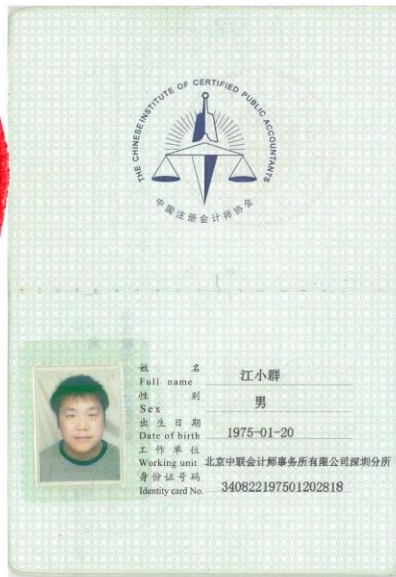 THE CHINESE INSTITUTE OF CERTIFIED PUBLIC ACCOUNTANTS
中国注册会计师协会
姓 名
Full name 江小群
性 别
Sex 男
出 生 日 期
Date of birth 1975-01-20
工 作 单 位
Working unit 北京中联会计师事务所有限公司深圳分所
身 份 证 号 码
Identity card No. 340822197501202818